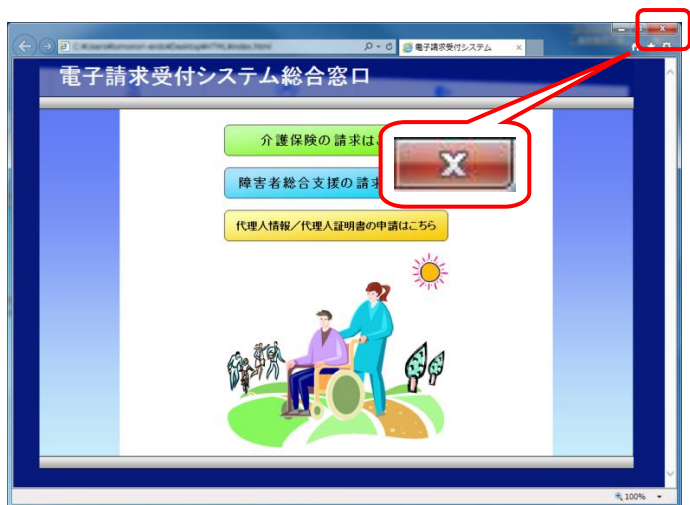 電子請求受付システム ×
電子請求受付システム総合窓口
介護保険の請求は
障害者総合支援の請求
代理人情報／代理人証明書の申請はこちら
100%